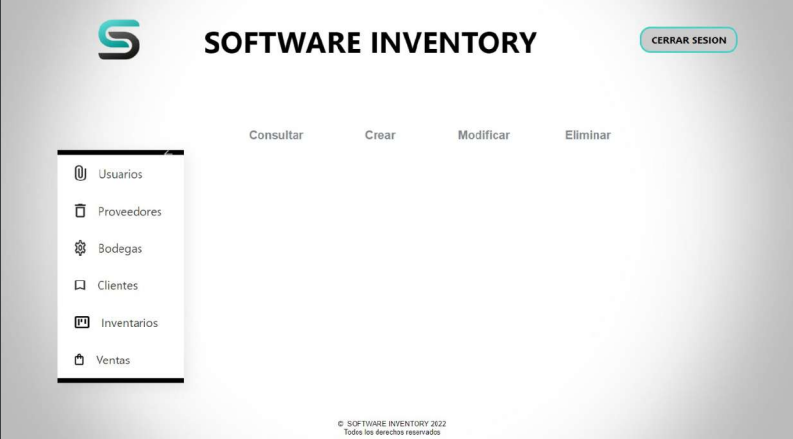 SOFTWARE INVENTORY
CERRAR SESION
Consultar Crear Modificar Eliminar
Usuarios
Proveedores
Bodegas
Clientes
Inventarios
Ventas
© SOFTWARE INVENTORY 2022
Todos los derechos reservados